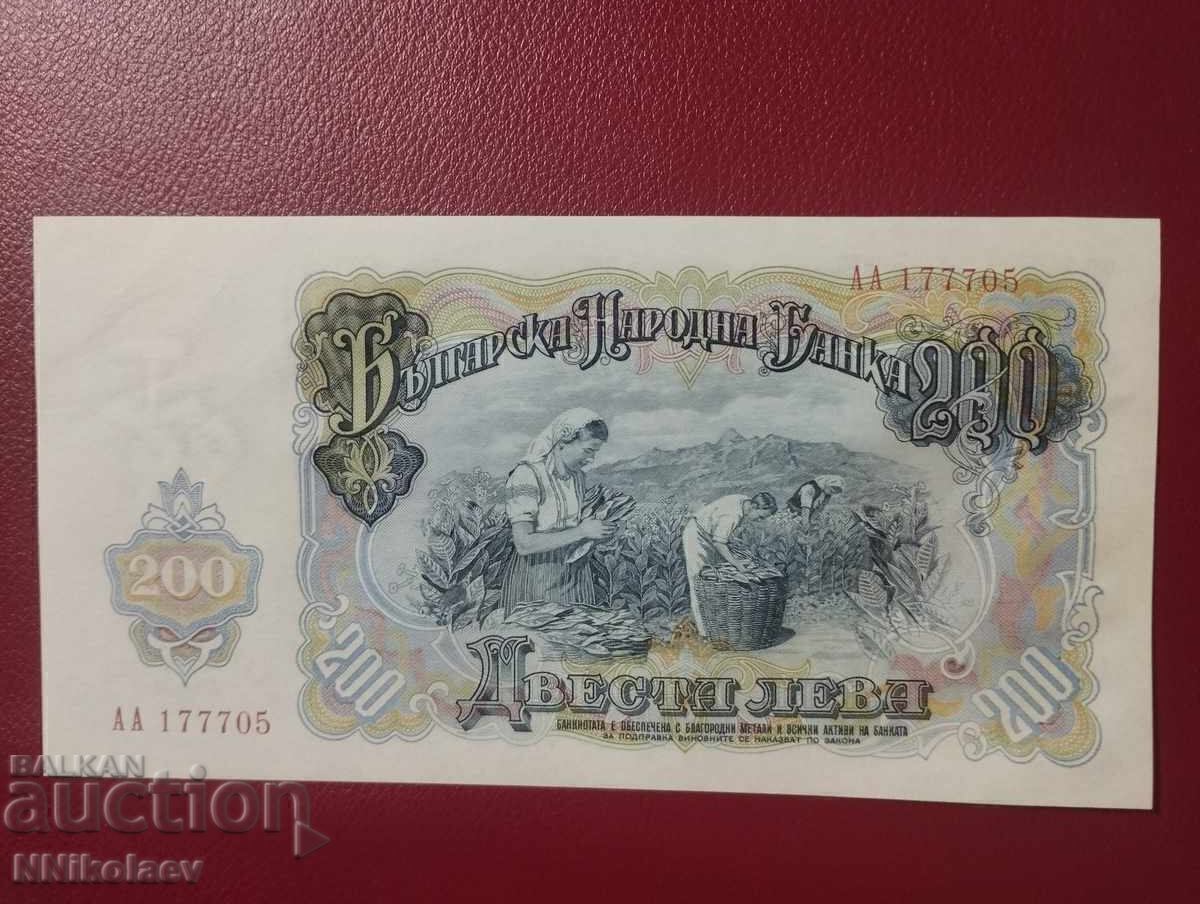 АА 177705
Българска Народна Банка
200
200
200
200
Двеста лева
БАНКНОТАТА Е ОБЕСПЕЧЕНА С БЛАГОРОДНИ МЕТАЛИ И ВСИЧКИ АКТИВИ НА БАНКАТА
ЗА ПОДПРАВКА ВИНОВНИТЕ СЕ НАКАЗВАТ ПО ЗАКОНА
АА 177705
BALKAN
auction
NNikolaev